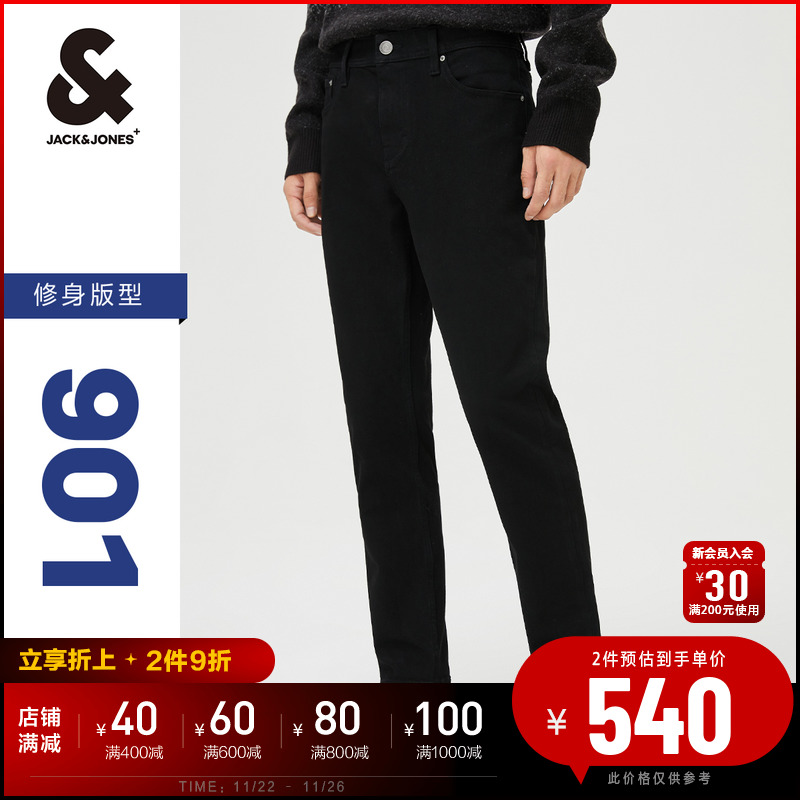 &
JACK&JONES+
修身版型
901
新会员入会
¥30
满200元使用
立享折上 + 2件9折
2件预估到手单价
¥ 540
此价格仅供参考
店铺
满减
¥40
满400减
¥60
满600减
¥80
满800减
¥100
满1000减
TIME: 11/22 - 11/26